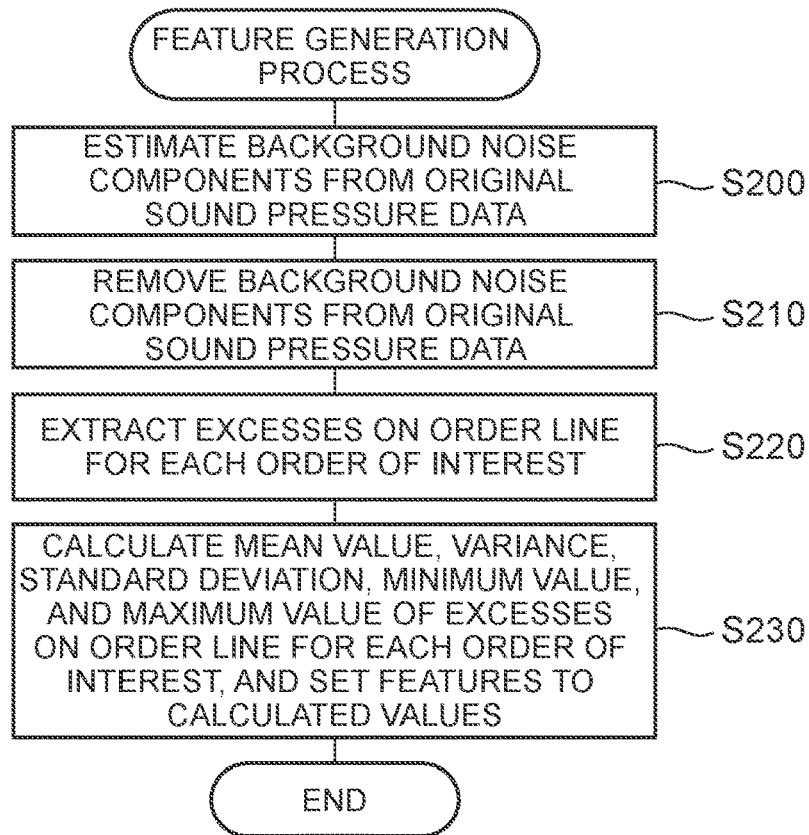 FEATURE GENERATION
PROCESS
ESTIMATE BACKGROUND NOISE
COMPONENTS FROM ORIGINAL
SOUND PRESSURE DATA
S200
REMOVE BACKGROUND NOISE
COMPONENTS FROM ORIGINAL
SOUND PRESSURE DATA
S210
EXTRACT EXCESSES ON ORDER LINE
FOR EACH ORDER OF INTEREST
S220
CALCULATE MEAN VALUE, VARIANCE,
STANDARD DEVIATION, MINIMUM VALUE,
AND MAXIMUM VALUE OF EXCESSES
ON ORDER LINE FOR EACH ORDER OF
INTEREST, AND SET FEATURES TO
CALCULATED VALUES
S230
END